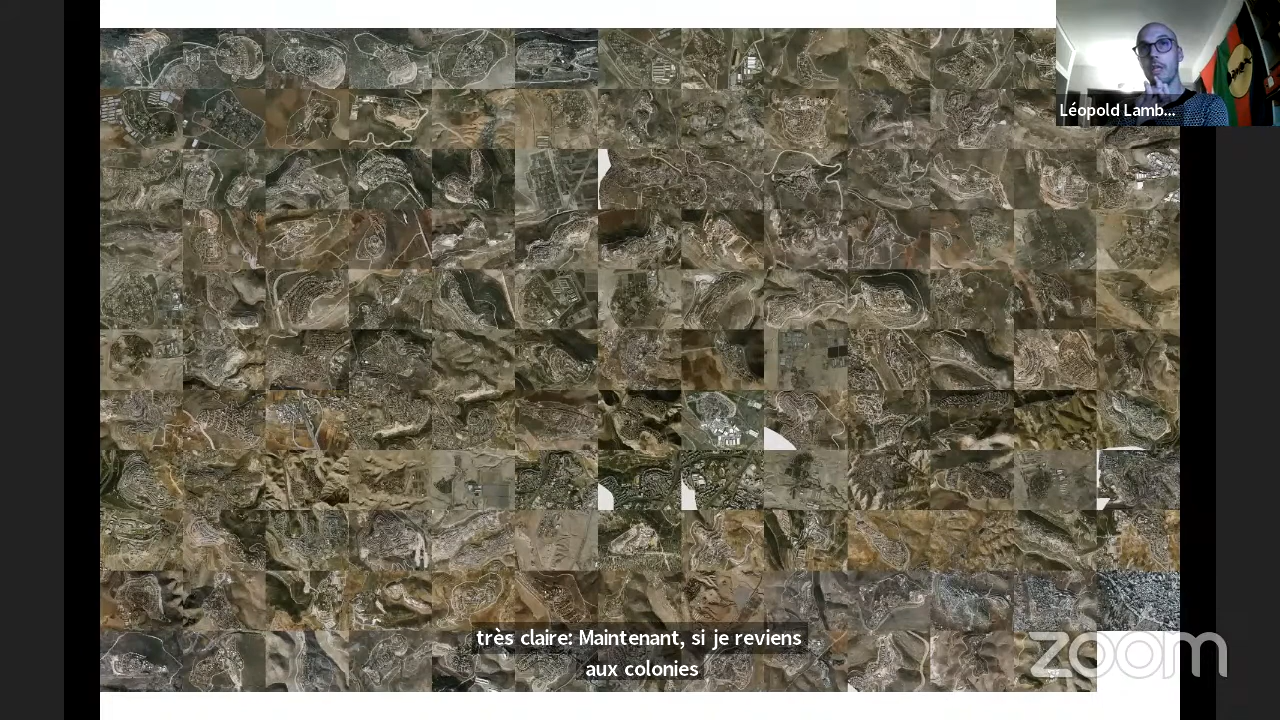 Léopold Lamb...
très claire: Maintenant, si je reviens
aux colonies
zoom